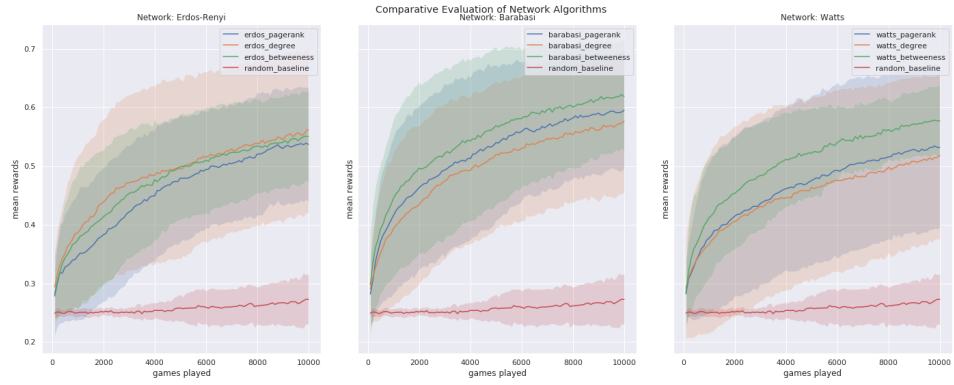 Comparative Evaluation of Network Algorithms
Network: Erdos-Renyi
Network: Barabasi
Network: Watts
erdos_pagerank
erdos_degree
erdos_betweeness
random_baseline
barabasi_pagerank
barabasi_degree
barabasi_betweeness
random_baseline
watts_pagerank
watts_degree
watts_betweeness
random_baseline
mean rewards
mean rewards
mean rewards
0.7
0.6
0.5
0.4
0.3
0.2
0 2000 4000 6000 8000 10000
0 2000 4000 6000 8000 10000
0 2000 4000 6000 8000 10000
games played
games played
games played